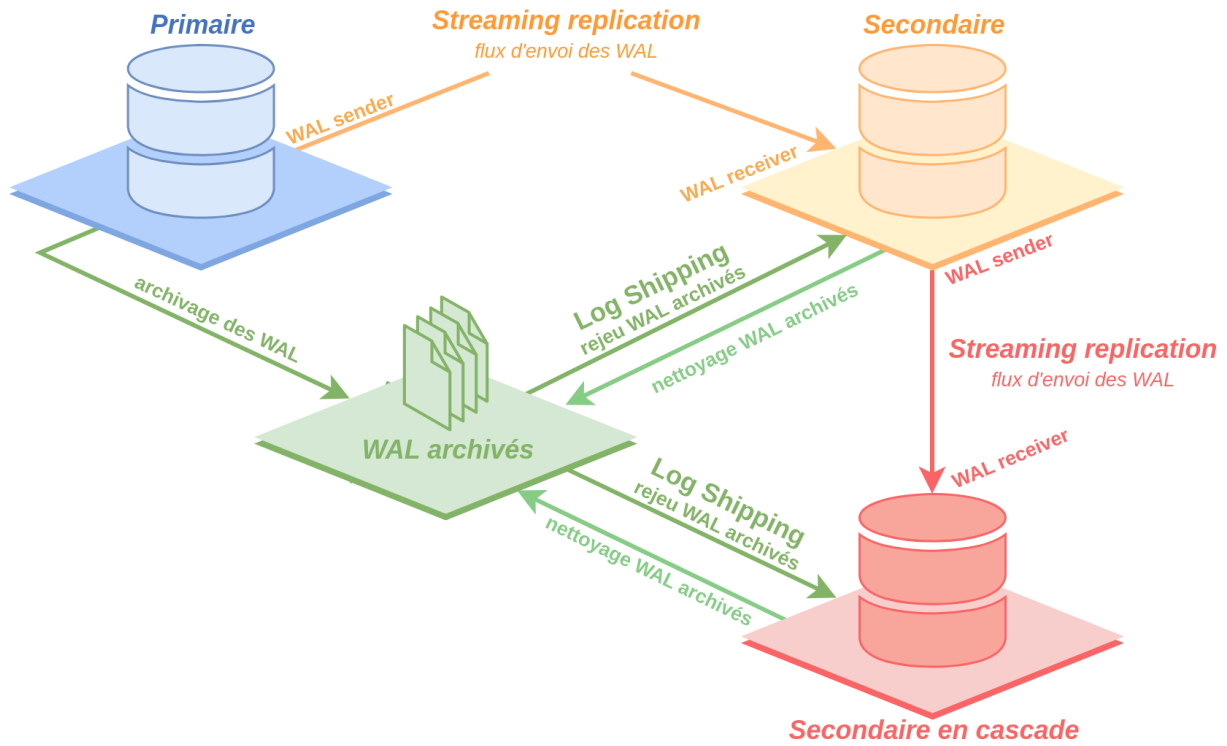 Primaire
Streaming replication
flux d'envoi des WAL
Secondaire
WAL sender
WAL receiver
archivage des WAL
Log Shipping
rejeu WAL archivés
nettoyage WAL archivés
WAL sender
Streaming replication
flux d'envoi des WAL
WAL archivés
WAL receiver
Log Shipping
rejeu WAL archivés
nettoyage WAL archivés
Secondaire en cascade